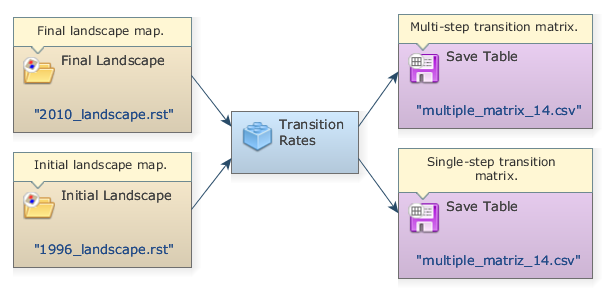 Final landscape map.
Final Landscape
"2010_landscape.rst"
Initial landscape map.
Initial Landscape
"1996_landscape.rst"
Transition
Rates
Multi-step transition matrix.
Save Table
"multiple_matrix_14.csv"
Single-step transition
matrix.
Save Table
"multiple_matriz_14.csv"